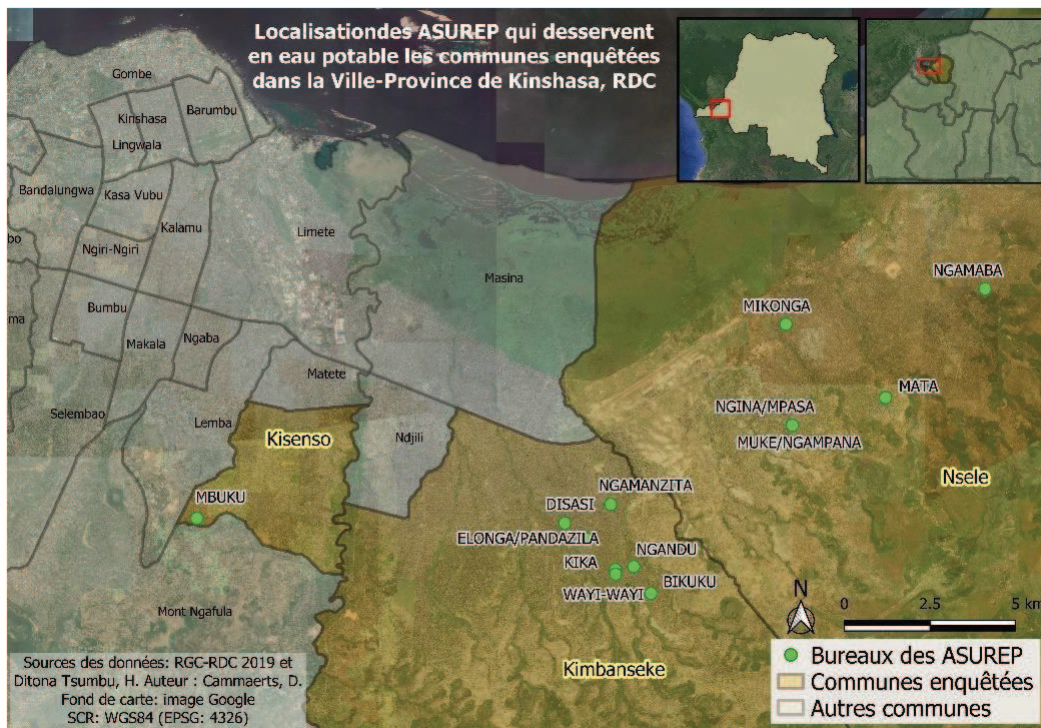 Localisationdes ASUREP qui desservent
en eau potable les communes enquêtées
dans la Ville-Province de Kinshasa, RDC
Gombe
Kinshasa
Barumbu
Lingwala
Bandalungwa
Kasa Vubu
Kalamu
Limete
bo
Ngiri-Ngiri
Masina
NGAMABA
Bumbu
MIKONGA
ma
Makala
Ngaba
Matete
MATA
NGINA/MPASA
Selembao
Lemba
Kisenso
Ndjili
MUKE/NGAMPANA
Nsele
MBUKU
NGAMANZITA
DISASI
ELONGA/PANDAZILA
NGANDU
KIKA
BIKUKU
WAYI-WAYI
Mont Ngafula
N
0 2.5 5 km
Kimbanseke
Bureaux des ASUREP
Communes enquêtées
Autres communes
Sources des données: RGC-RDC 2019 et
Ditona Tsumbu, H. Auteur : Cammaerts, D.
Fond de carte: image Google
SCR: WGS84 (EPSG: 4326)